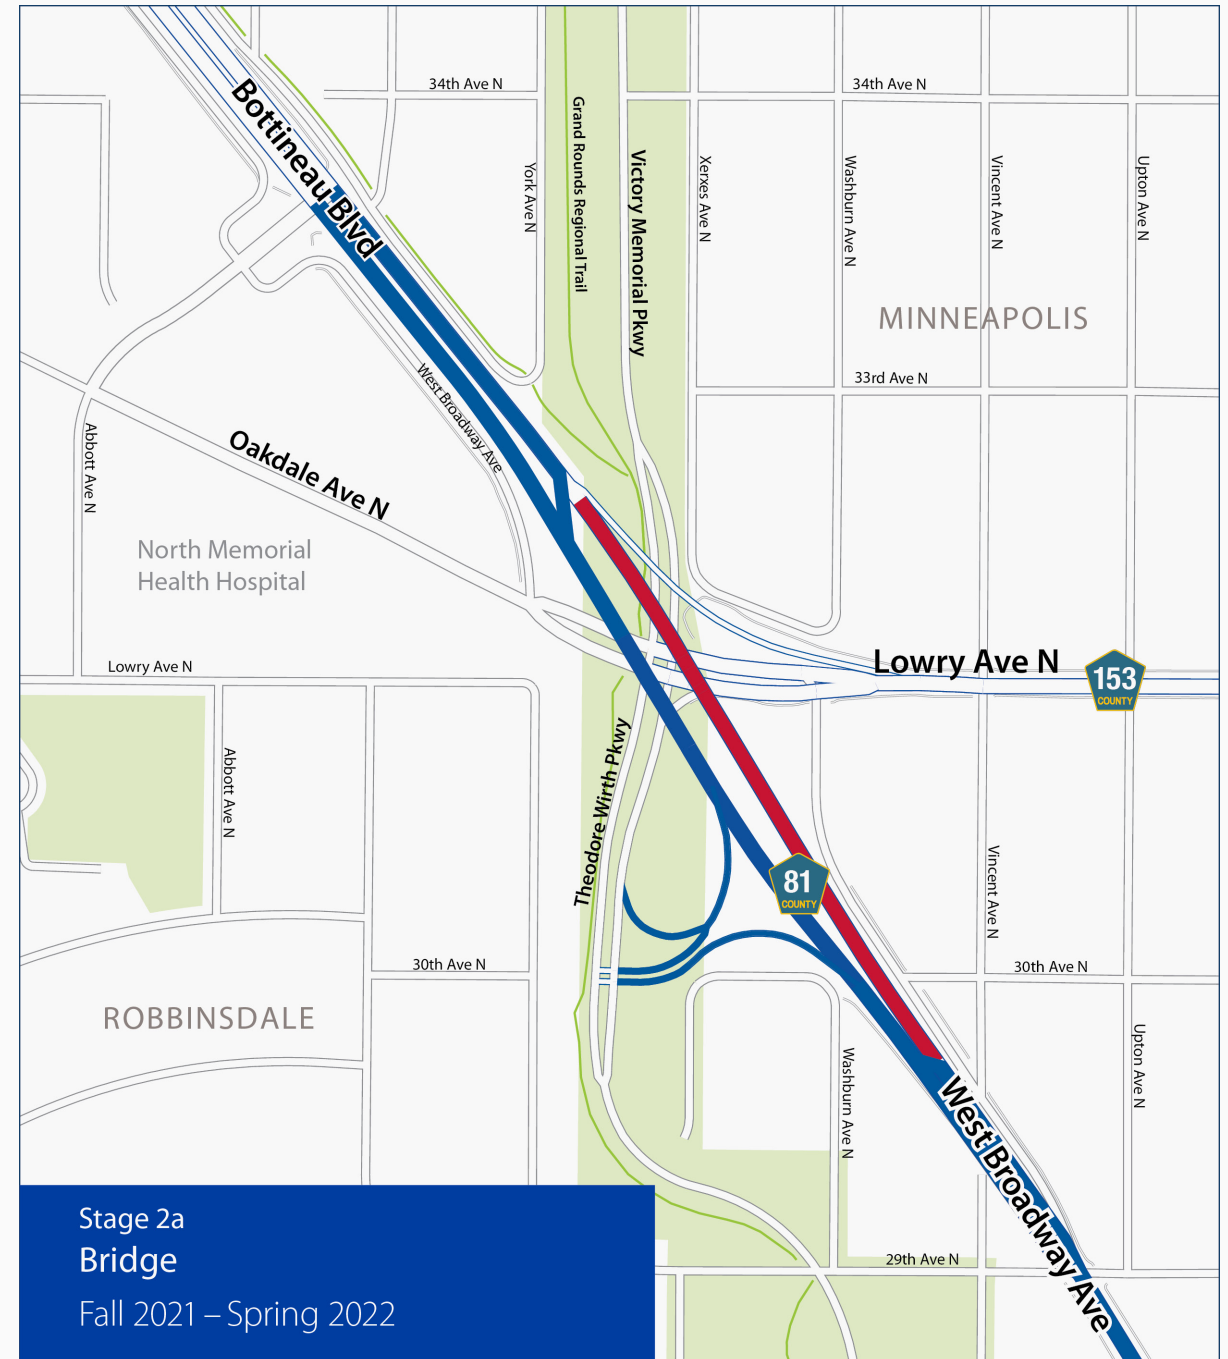 34th Ave N
34th Ave N
Bottineau Blvd
Grand Rounds Regional Trail
Victory Memorial Pkwy
York Ave N
Xerxes Ave N
Washburn Ave N
Vincent Ave N
Upton Ave N
MINNEAPOLIS
33rd Ave N
West Broadway Ave
Abbott Ave N
Oakdale Ave N
North Memorial
Health Hospital
Lowry Ave N
Lowry Ave N
153
COUNTY
Abbott Ave N
Theodore Wirth Pkwy
81
COUNTY
Vincent Ave N
30th Ave N
30th Ave N
ROBBINSDALE
Washburn Ave N
Upton Ave N
West Broadway Ave
29th Ave N
Stage 2a
Bridge
Fall 2021 – Spring 2022